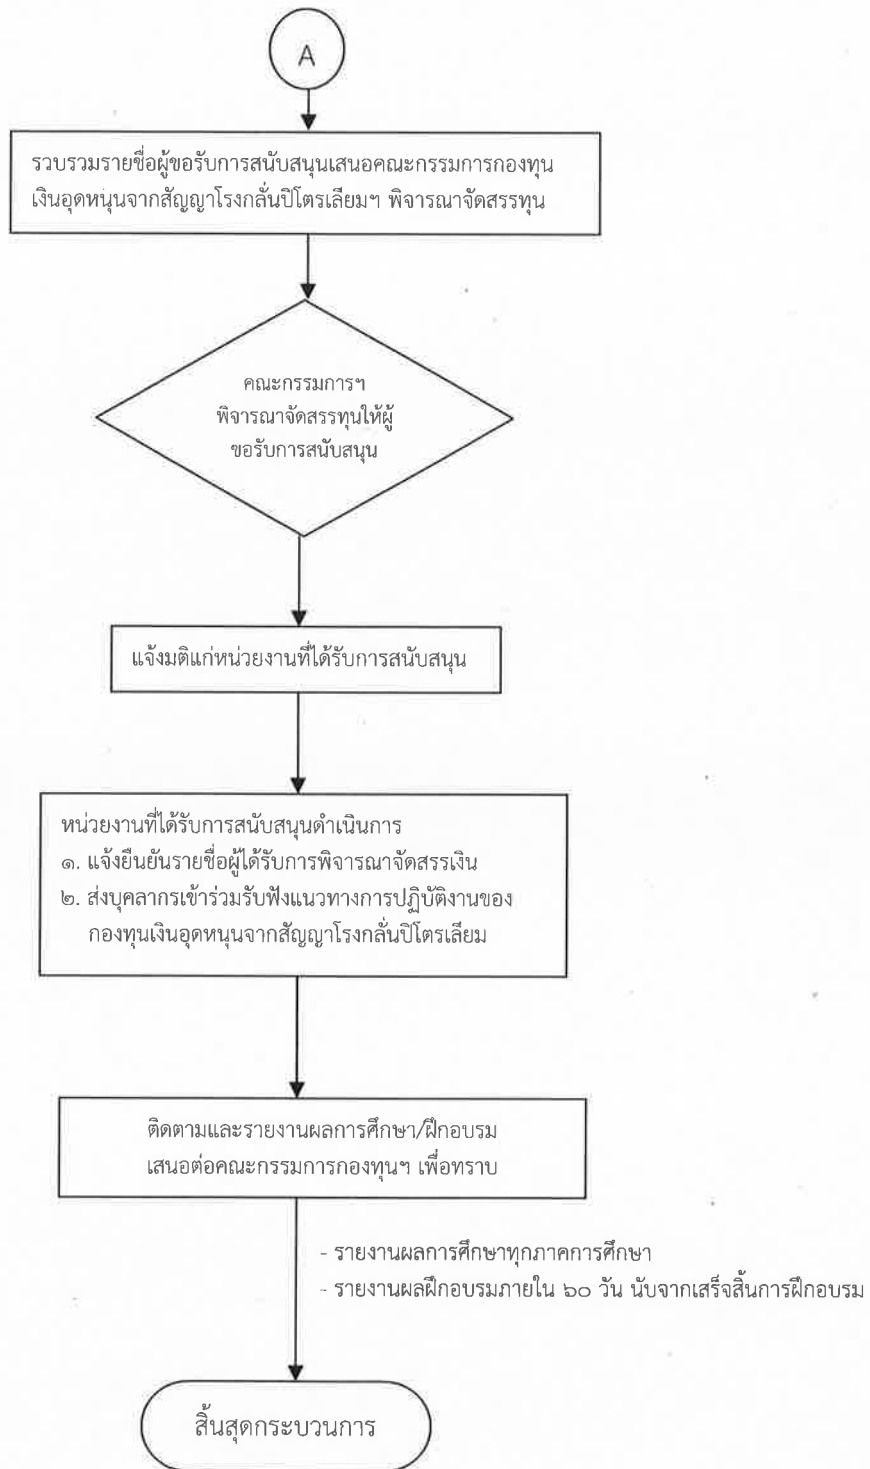 A
รวบรวมรายชื่อผู้ขอรับการสนับสนุนเสนอคณะกรรมการกองทุน
เงินอุดหนุนจากสัญญาโรงกลั่นปิโตรเลียมฯ พิจารณาจัดสรรทุน
คณะกรรมการฯ
พิจารณาจัดสรรทุนให้ผู้
ขอรับการสนับสนุน
แจ้งมติแก่หน่วยงานที่ได้รับการสนับสนุน
หน่วยงานที่ได้รับการสนับสนุนดำเนินการ
๑. แจ้งยืนยันรายชื่อผู้ได้รับการพิจารณาจัดสรรเงิน
๒. ส่งบุคลากรเข้าร่วมรับฟังแนวทางการปฏิบัติงานของ
กองทุนเงินอุดหนุนจากสัญญาโรงกลั่นปิโตรเลียม
ติดตามและรายงานผลการศึกษา/ฝึกอบรม
เสนอต่อคณะกรรมการกองทุนฯ เพื่อทราบ
- รายงานผลการศึกษาทุกภาคการศึกษา
- รายงานผลฝึกอบรมภายใน ๖๐ วัน นับจากเสร็จสิ้นการฝึกอบรม
สิ้นสุดกระบวนการ